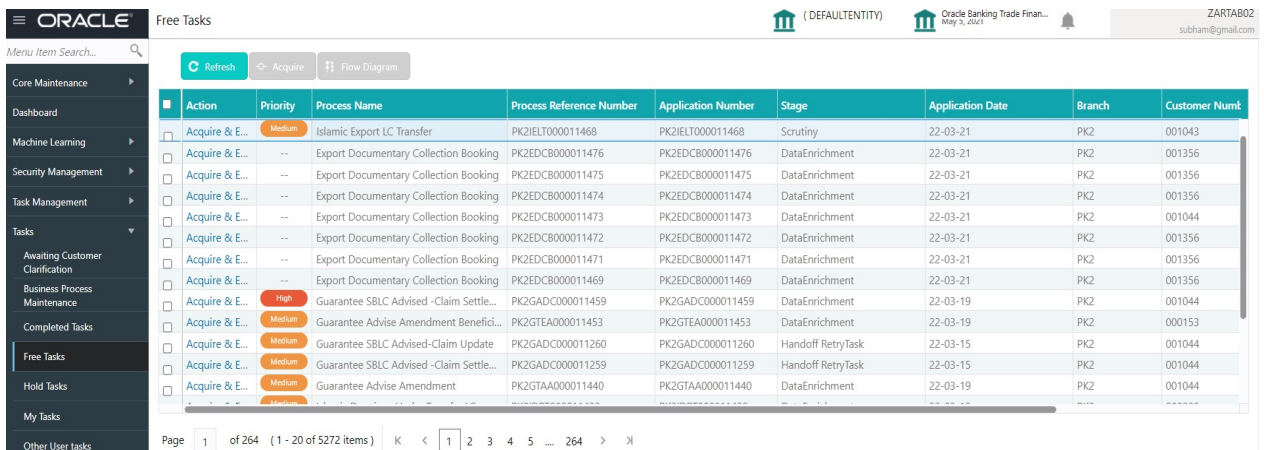 ORACLE® Free Tasks ( DEFAULTENTITY) Oracle Banking Trade Finan... ZARTAB02
May 5, 2021 subham@gmail.com
Menu Item Search...
Core Maintenance
Dashboard
Machine Learning
Security Management
Task Management
Tasks
Awaiting Customer
Clarification
Business Process
Maintenance
Completed Tasks
Free Tasks
Hold Tasks
My Tasks
Other User tasks
Refresh Acquire Flow Diagram
Action Priority Process Name Process Reference Number Application Number Stage Application Date Branch Customer Numb
Acquire & E... Medium Islamic Export LC Transfer PK2IELT000011468 PK2IELT000011468 Scrutiny 22-03-21 PK2 001043
Acquire & E... -- Export Documentary Collection Booking PK2EDCB000011476 PK2EDCB000011476 DataEnrichment 22-03-21 PK2 001356
Acquire & E... -- Export Documentary Collection Booking PK2EDCB000011475 PK2EDCB000011475 DataEnrichment 22-03-21 PK2 001356
Acquire & E... -- Export Documentary Collection Booking PK2EDCB000011474 PK2EDCB000011474 DataEnrichment 22-03-21 PK2 001356
Acquire & E... -- Export Documentary Collection Booking PK2EDCB000011473 PK2EDCB000011473 DataEnrichment 22-03-21 PK2 001044
Acquire & E... -- Export Documentary Collection Booking PK2EDCB000011472 PK2EDCB000011472 DataEnrichment 22-03-21 PK2 001356
Acquire & E... -- Export Documentary Collection Booking PK2EDCB000011471 PK2EDCB000011471 DataEnrichment 22-03-21 PK2 001356
Acquire & E... -- Export Documentary Collection Booking PK2EDCB000011469 PK2EDCB000011469 DataEnrichment 22-03-21 PK2 001356
Acquire & E... High Guarantee SBLC Advised -Claim Settle... PK2GADC000011459 PK2GADC000011459 DataEnrichment 22-03-19 PK2 001044
Acquire & E... Medium Guarantee Advise Amendment Benefici... PK2GTEA000011453 PK2GTEA000011453 DataEnrichment 22-03-19 PK2 000153
Acquire & E... Medium Guarantee SBLC Advised-Claim Update PK2GADC000011260 PK2GADC000011260 Handoff RetryTask 22-03-15 PK2 001044
Acquire & E... Medium Guarantee SBLC Advised -Claim Settle... PK2GADC000011259 PK2GADC000011259 Handoff RetryTask 22-03-15 PK2 001044
Acquire & E... Medium Guarantee Advise Amendment PK2GTAA000011440 PK2GTAA000011440 DataEnrichment 22-03-19 PK2 001044
Page 1 of 264 ( 1 - 20 of 5272 items ) 1 2 3 4 5 .... 264